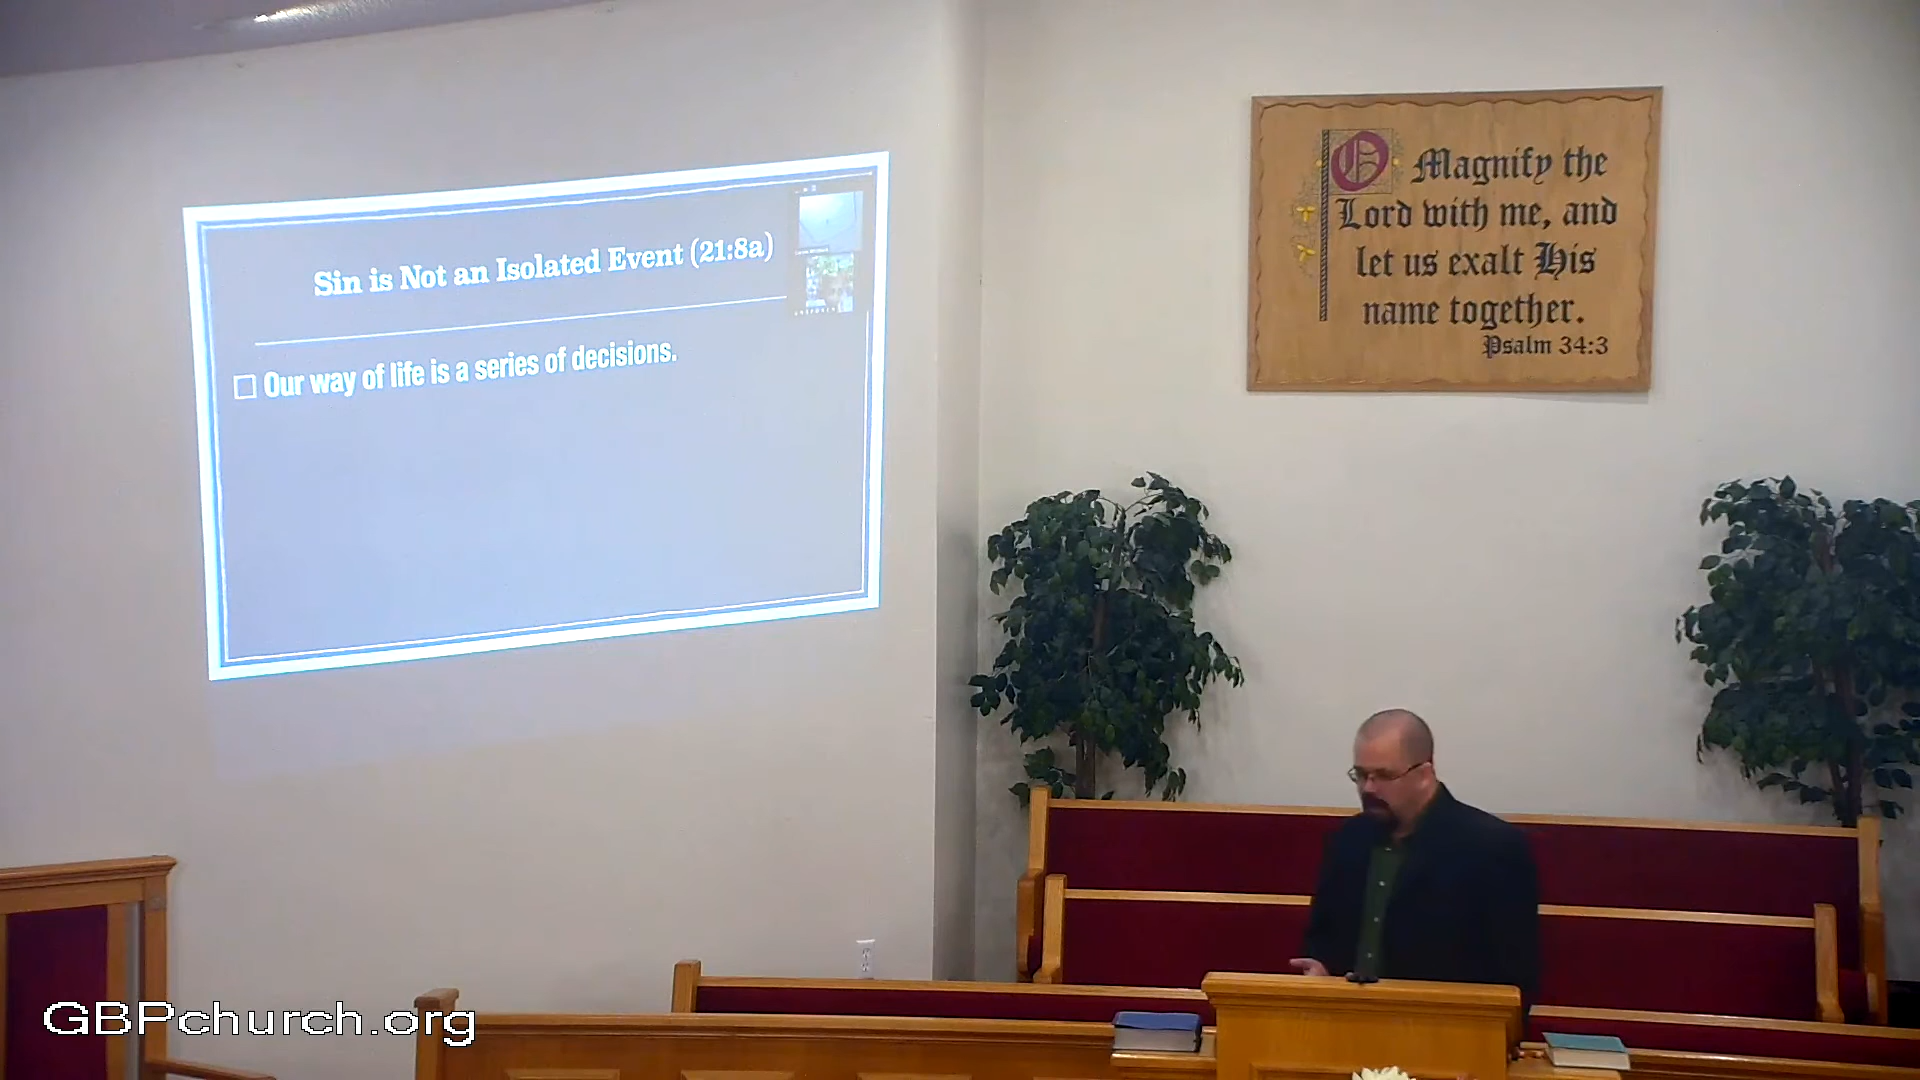 Sin is Not an Isolated Event (21:8a)
Our way of life is a series of decisions.
O Magnify the
Lord with me, and
let us exalt His
name together.
Psalm 34:3
GBPchurch.org